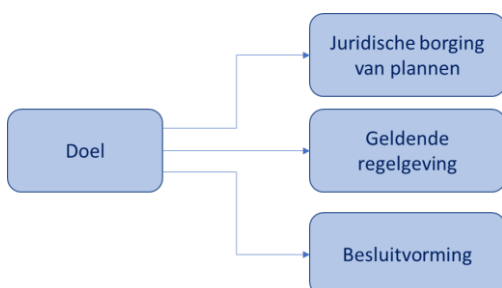 Juridische borging
van plannen
Doel
Geldende
regelgeving
Besluitvorming